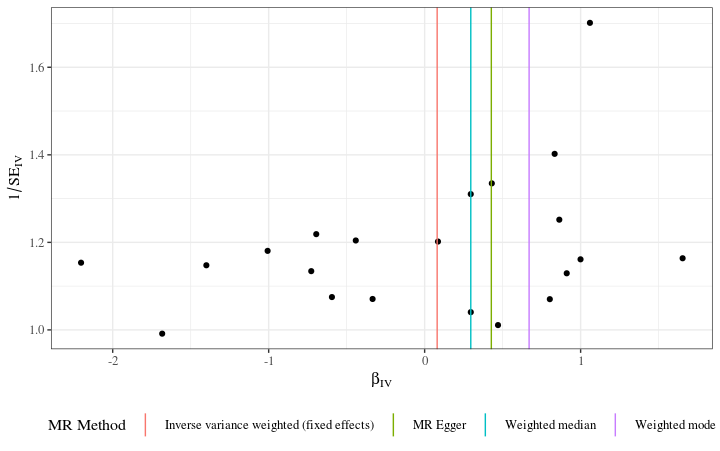 1/SE_IV
1.6
1.4
1.2
1.0
-2
-1
0
1
β_IV
MR Method
Inverse variance weighted (fixed effects)
MR Egger
Weighted median
Weighted mode